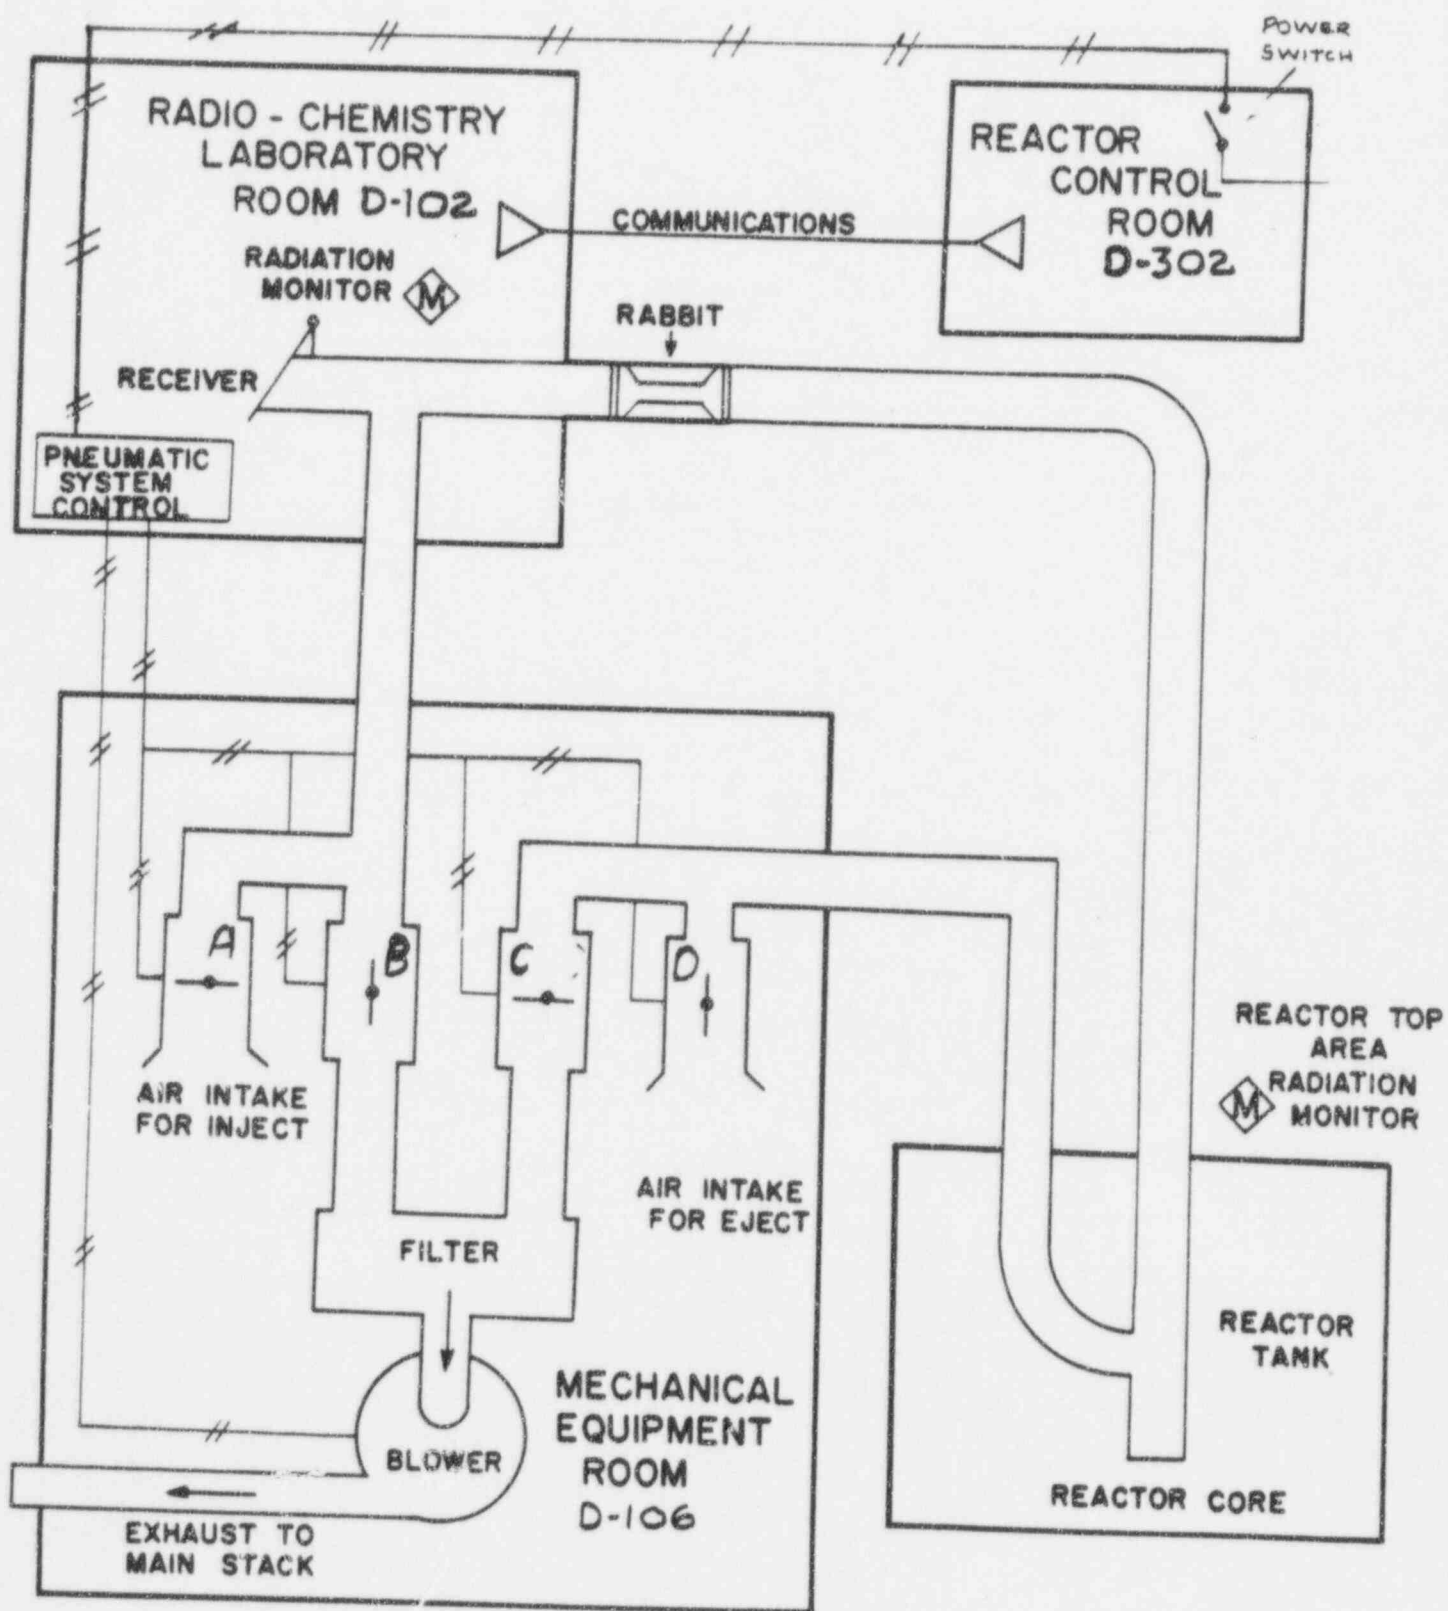 POWER
SWITCH
RADIO - CHEMISTRY
LABORATORY
ROOM D-102
REACTOR
CONTROL
ROOM
D-302
COMMUNICATIONS
RADIATION
MONITOR
M
RABBIT
RECEIVER
PNEUMATIC
SYSTEM
CONTROL
A
B
C
D
AIR INTAKE
FOR INJECT
REACTOR TOP
AREA
RADIATION
MONITOR
M
AIR INTAKE
FOR EJECT
FILTER
REACTOR
TANK
MECHANICAL
EQUIPMENT
ROOM
D-106
BLOWER
REACTOR CORE
EXHAUST TO
MAIN STACK